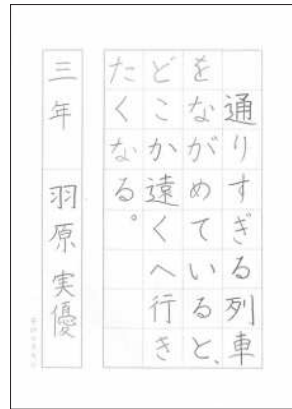 通りすぎる列車
をながめていると、
どこか遠くへ行き
たくなる。
三年 羽原実優